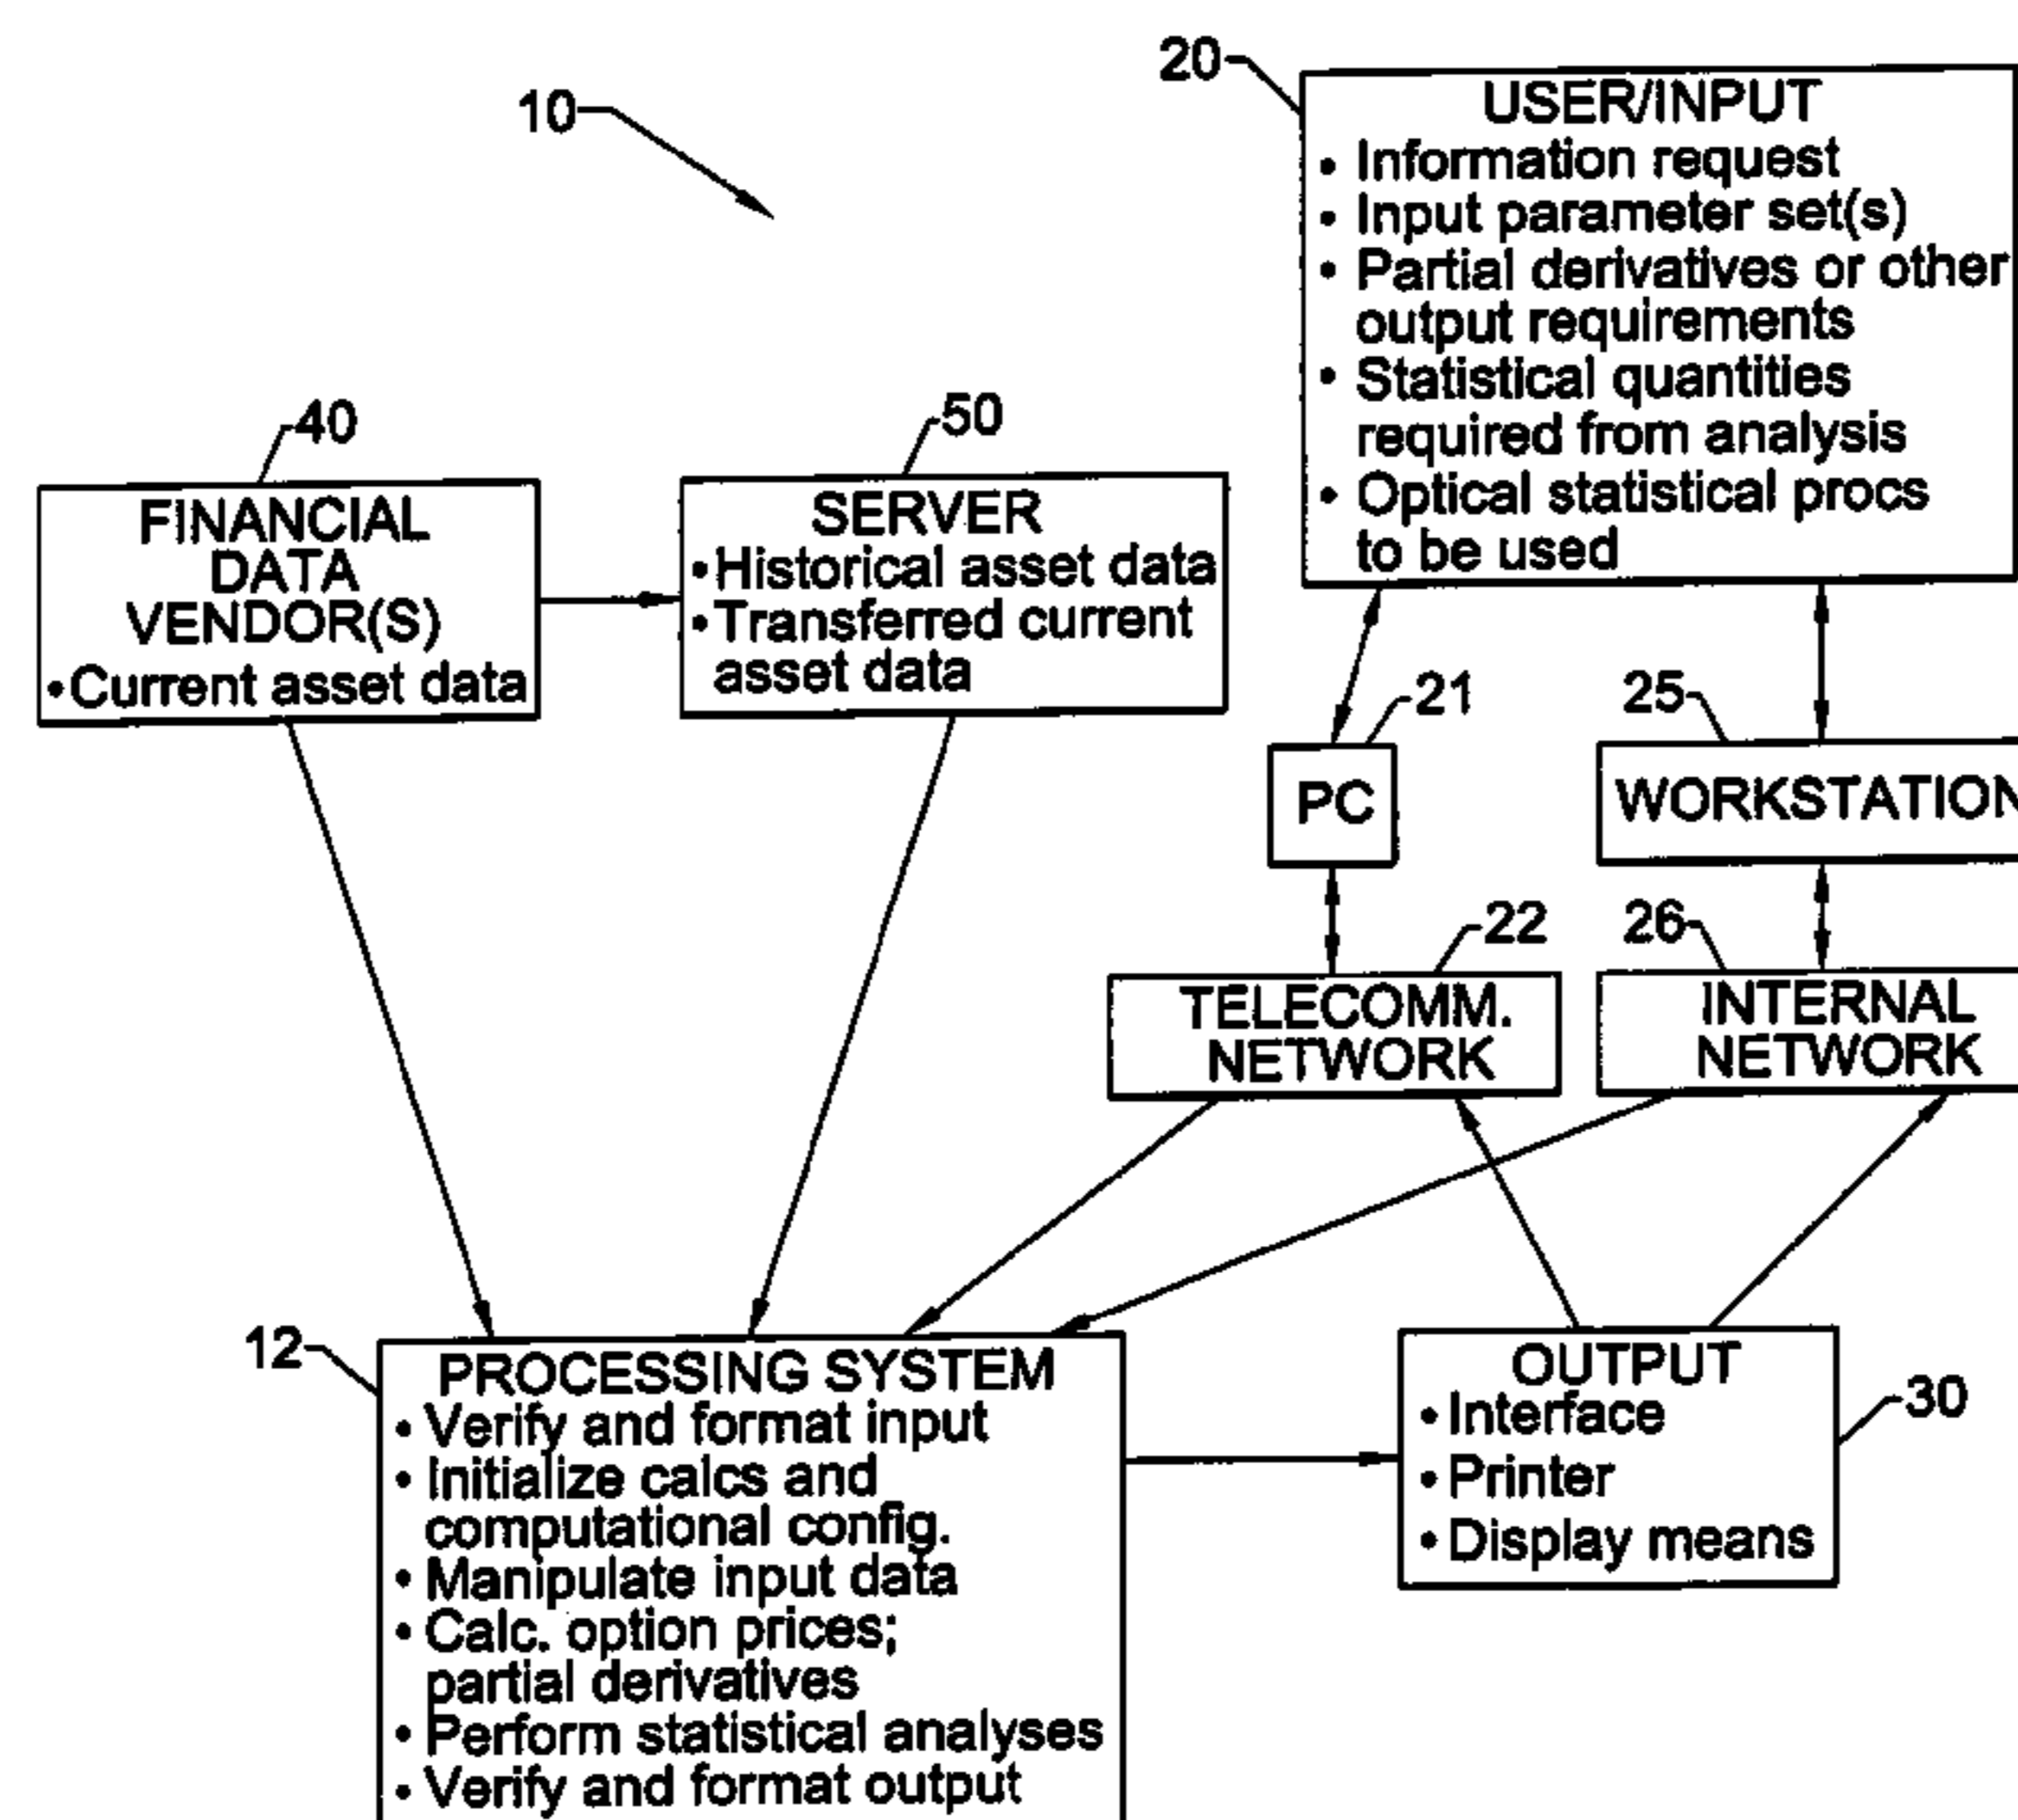 10
20
USER/INPUT
• Information request
• Input parameter set(s)
• Partial derivatives or other
output requirements
• Statistical quantities
required from analysis
• Optical statistical procs
to be used
40
FINANCIAL
DATA
VENDOR(S)
• Current asset data
50
SERVER
• Historical asset data
• Transferred current
asset data
21
PC
25
WORKSTATION
22
TELECOMM.
NETWORK
26
INTERNAL
NETWORK
12
PROCESSING SYSTEM
• Verify and format input
• Initialize calcs and
computational config.
• Manipulate input data
• Calc. option prices;
partial derivatives
• Perform statistical analyses
• Verify and format output
OUTPUT
• Interface
• Printer
• Display means
30